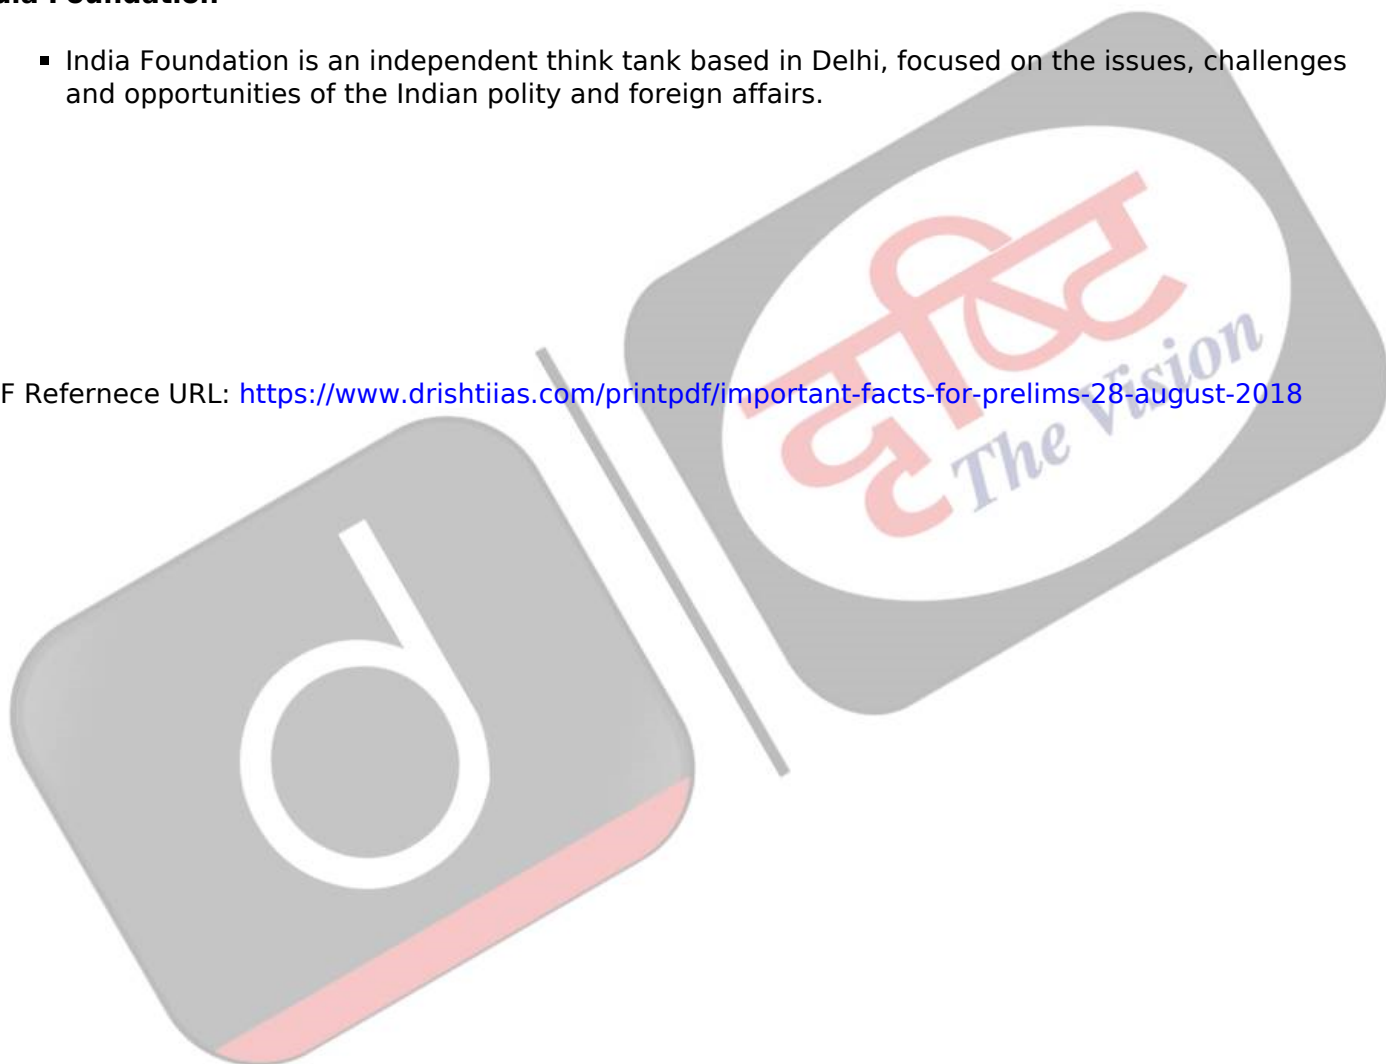 dia Foundation
India Foundation is an independent think tank based in Delhi, focused on the issues, challenges
and opportunities of the Indian polity and foreign affairs.
F Refernece URL: https://www.drishtiias.com/printpdf/important-facts-for-prelims-28-august-2018
दृष्टि
The Vision
d